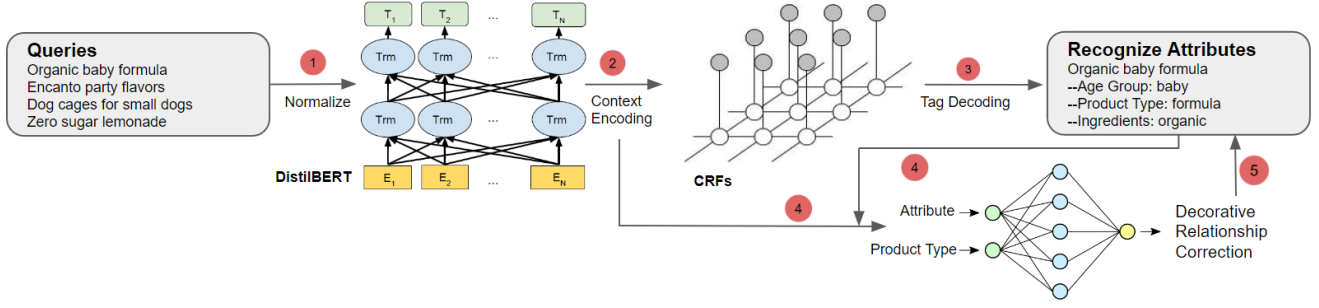 Queries
Organic baby formula
Encanto party flavors
Dog cages for small dogs
Zero sugar lemonade
1
Normalize
T1 T2 ... TN
Trm Trm ... Trm
Trm Trm ... Trm
E1 E2 ... EN
DistilBERT
2
Context
Encoding
CRFs
3
Tag Decoding
Recognize Attributes
Organic baby formula
--Age Group: baby
--Product Type: formula
--Ingredients: organic
4
4
Attribute
Product Type
5
Decorative
Relationship
Correction